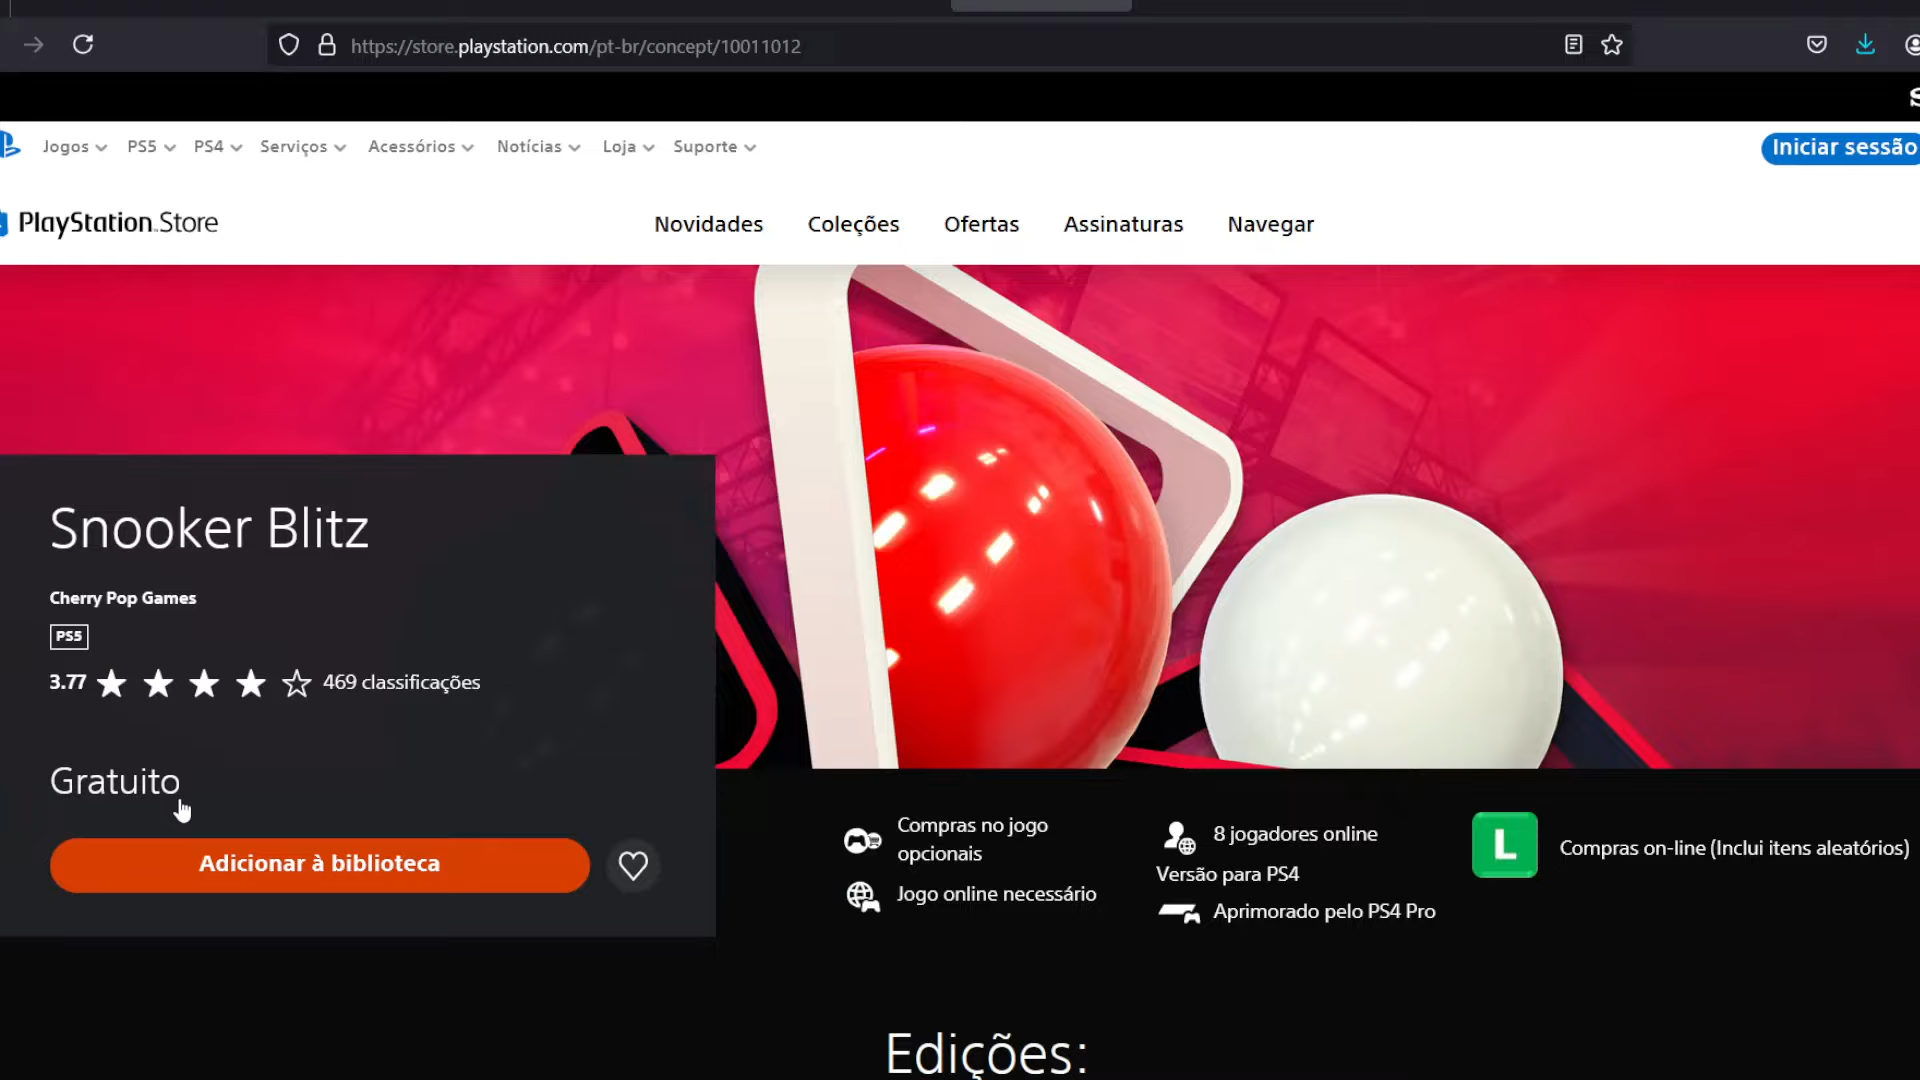 https://store.playstation.com/pt-br/concept/10011012
Jogos PS5 PS4 Serviços Acessórios Notícias Loja Suporte
Iniciar sessão
PlayStation.Store
Novidades Coleções Ofertas Assinaturas Navegar
Snooker Blitz
Cherry Pop Games
PS5
3.77 469 classificações
Gratuito
Adicionar à biblioteca
Compras no jogo
opcionais
Jogo online necessário
8 jogadores online
Versão para PS4
Aprimorado pelo PS4 Pro
L
Compras on-line (Inclui itens aleatórios)
Edições: